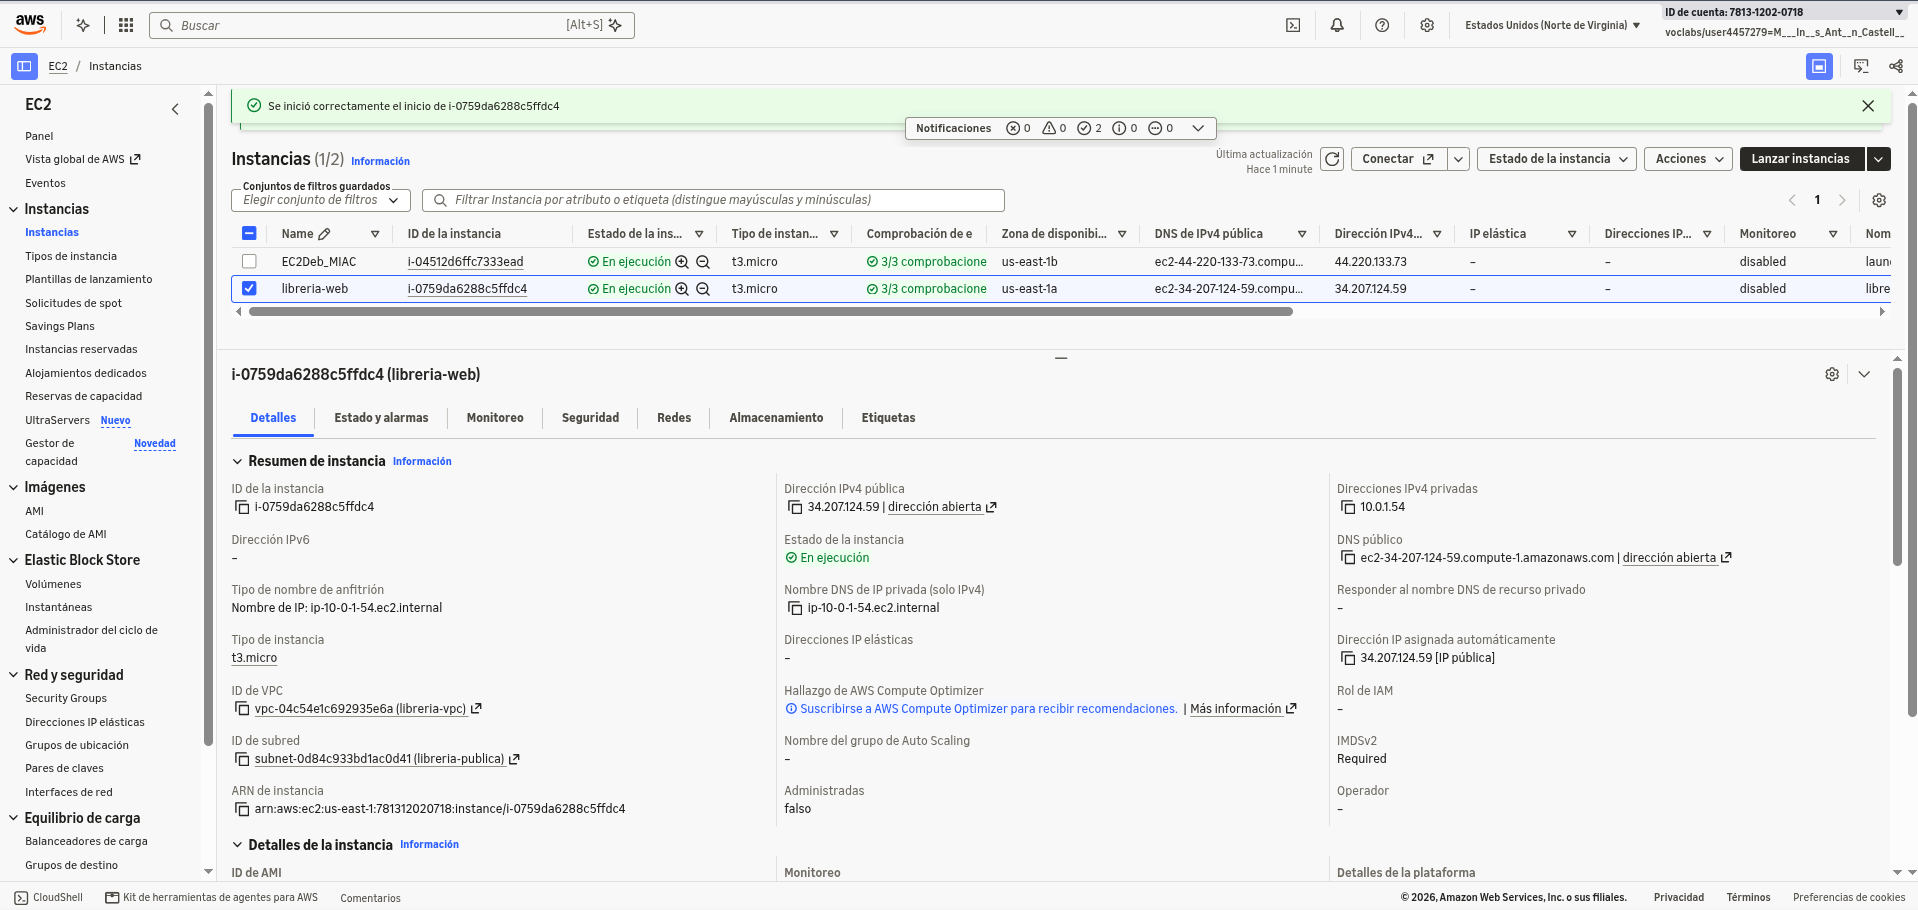 aws
Buscar [Alt+S]
Estados Unidos (Norte de Virginia)
ID de cuenta: 7813-1202-0718
voclabs/user4457279=M___In__s_Ant__n_Castell__
EC2 / Instancias
EC2
Panel
Vista global de AWS
Eventos
Instancias
Instancias
Tipos de instancia
Plantillas de lanzamiento
Solicitudes de spot
Savings Plans
Instancias reservadas
Alojamientos dedicados
Reservas de capacidad
UltraServers Nuevo
Gestor de capacidad Novedad
Imágenes
AMI
Catálogo de AMI
Elastic Block Store
Volúmenes
Instantáneas
Administrador del ciclo de vida
Red y seguridad
Security Groups
Direcciones IP elásticas
Grupos de ubicación
Pares de claves
Interfaces de red
Equilibrio de carga
Balanceadores de carga
Grupos de destino
Se inició correctamente el inicio de i-0759da6288c5ffdc4
Notificaciones 0 0 2 0 0
Instancias (1/2) Información
Última actualización
Hace 1 minute
Conectar
Estado de la instancia
Acciones
Lanzar instancias
Conjuntos de filtros guardados
Elegir conjunto de filtros
Filtrar Instancia por atributo o etiqueta (distingue mayúsculas y minúsculas)
1
Name ID de la instancia Estado de la ins... Tipo de instan... Comprobación de e Zona de disponibi... DNS de IPv4 pública Dirección IPv4... IP elástica Direcciones IP... Monitoreo Nom
EC2Deb_MIAC i-04512d6ffc7333ead En ejecución t3.micro 3/3 comprobacione us-east-1b ec2-44-220-133-73.compu... 44.220.133.73 – – disabled laun
libreria-web i-0759da6288c5ffdc4 En ejecución t3.micro 3/3 comprobacione us-east-1a ec2-34-207-124-59.compu... 34.207.124.59 – – disabled libre
i-0759da6288c5ffdc4 (libreria-web)
Detalles Estado y alarmas Monitoreo Seguridad Redes Almacenamiento Etiquetas
Resumen de instancia Información
ID de la instancia
i-0759da6288c5ffdc4
Dirección IPv4 pública
34.207.124.59 | dirección abierta
Direcciones IPv4 privadas
10.0.1.54
Dirección IPv6
–
Estado de la instancia
En ejecución
DNS público
ec2-34-207-124-59.compute-1.amazonaws.com | dirección abierta
Tipo de nombre de anfitrión
Nombre de IP: ip-10-0-1-54.ec2.internal
Nombre DNS de IP privada (solo IPv4)
ip-10-0-1-54.ec2.internal
Responder al nombre DNS de recurso privado
–
Tipo de instancia
t3.micro
Direcciones IP elásticas
–
Dirección IP asignada automáticamente
34.207.124.59 [IP pública]
ID de VPC
vpc-04c54e1c692935e6a (libreria-vpc)
Hallazgo de AWS Compute Optimizer
Suscribirse a AWS Compute Optimizer para recibir recomendaciones. | Más información
Rol de IAM
–
ID de subred
subnet-0d84c933bd1ac0d41 (libreria-publica)
Nombre del grupo de Auto Scaling
–
IMDSv2
Required
ARN de instancia
arn:aws:ec2:us-east-1:781312020718:instance/i-0759da6288c5ffdc4
Administradas
falso
Operador
–
Detalles de la instancia Información
ID de AMI
Monitoreo
Detalles de la plataforma
CloudShell Kit de herramientas de agentes para AWS Comentarios
© 2026, Amazon Web Services, Inc. o sus filiales. Privacidad Términos Preferencias de cookies